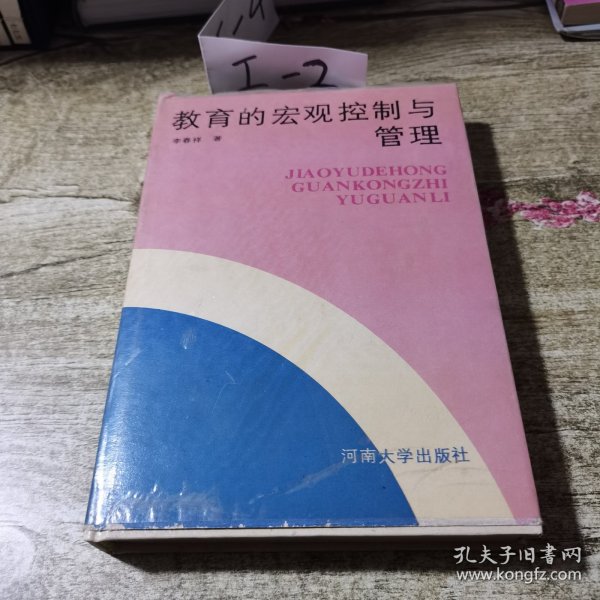 I-2
教育的宏观控制与
管理
李春祥 著
JIAOYUDEHONG
GUANKONGZHI
YUGUANLI
河南大学出版社
孔夫子旧書网
www.kongfz.com